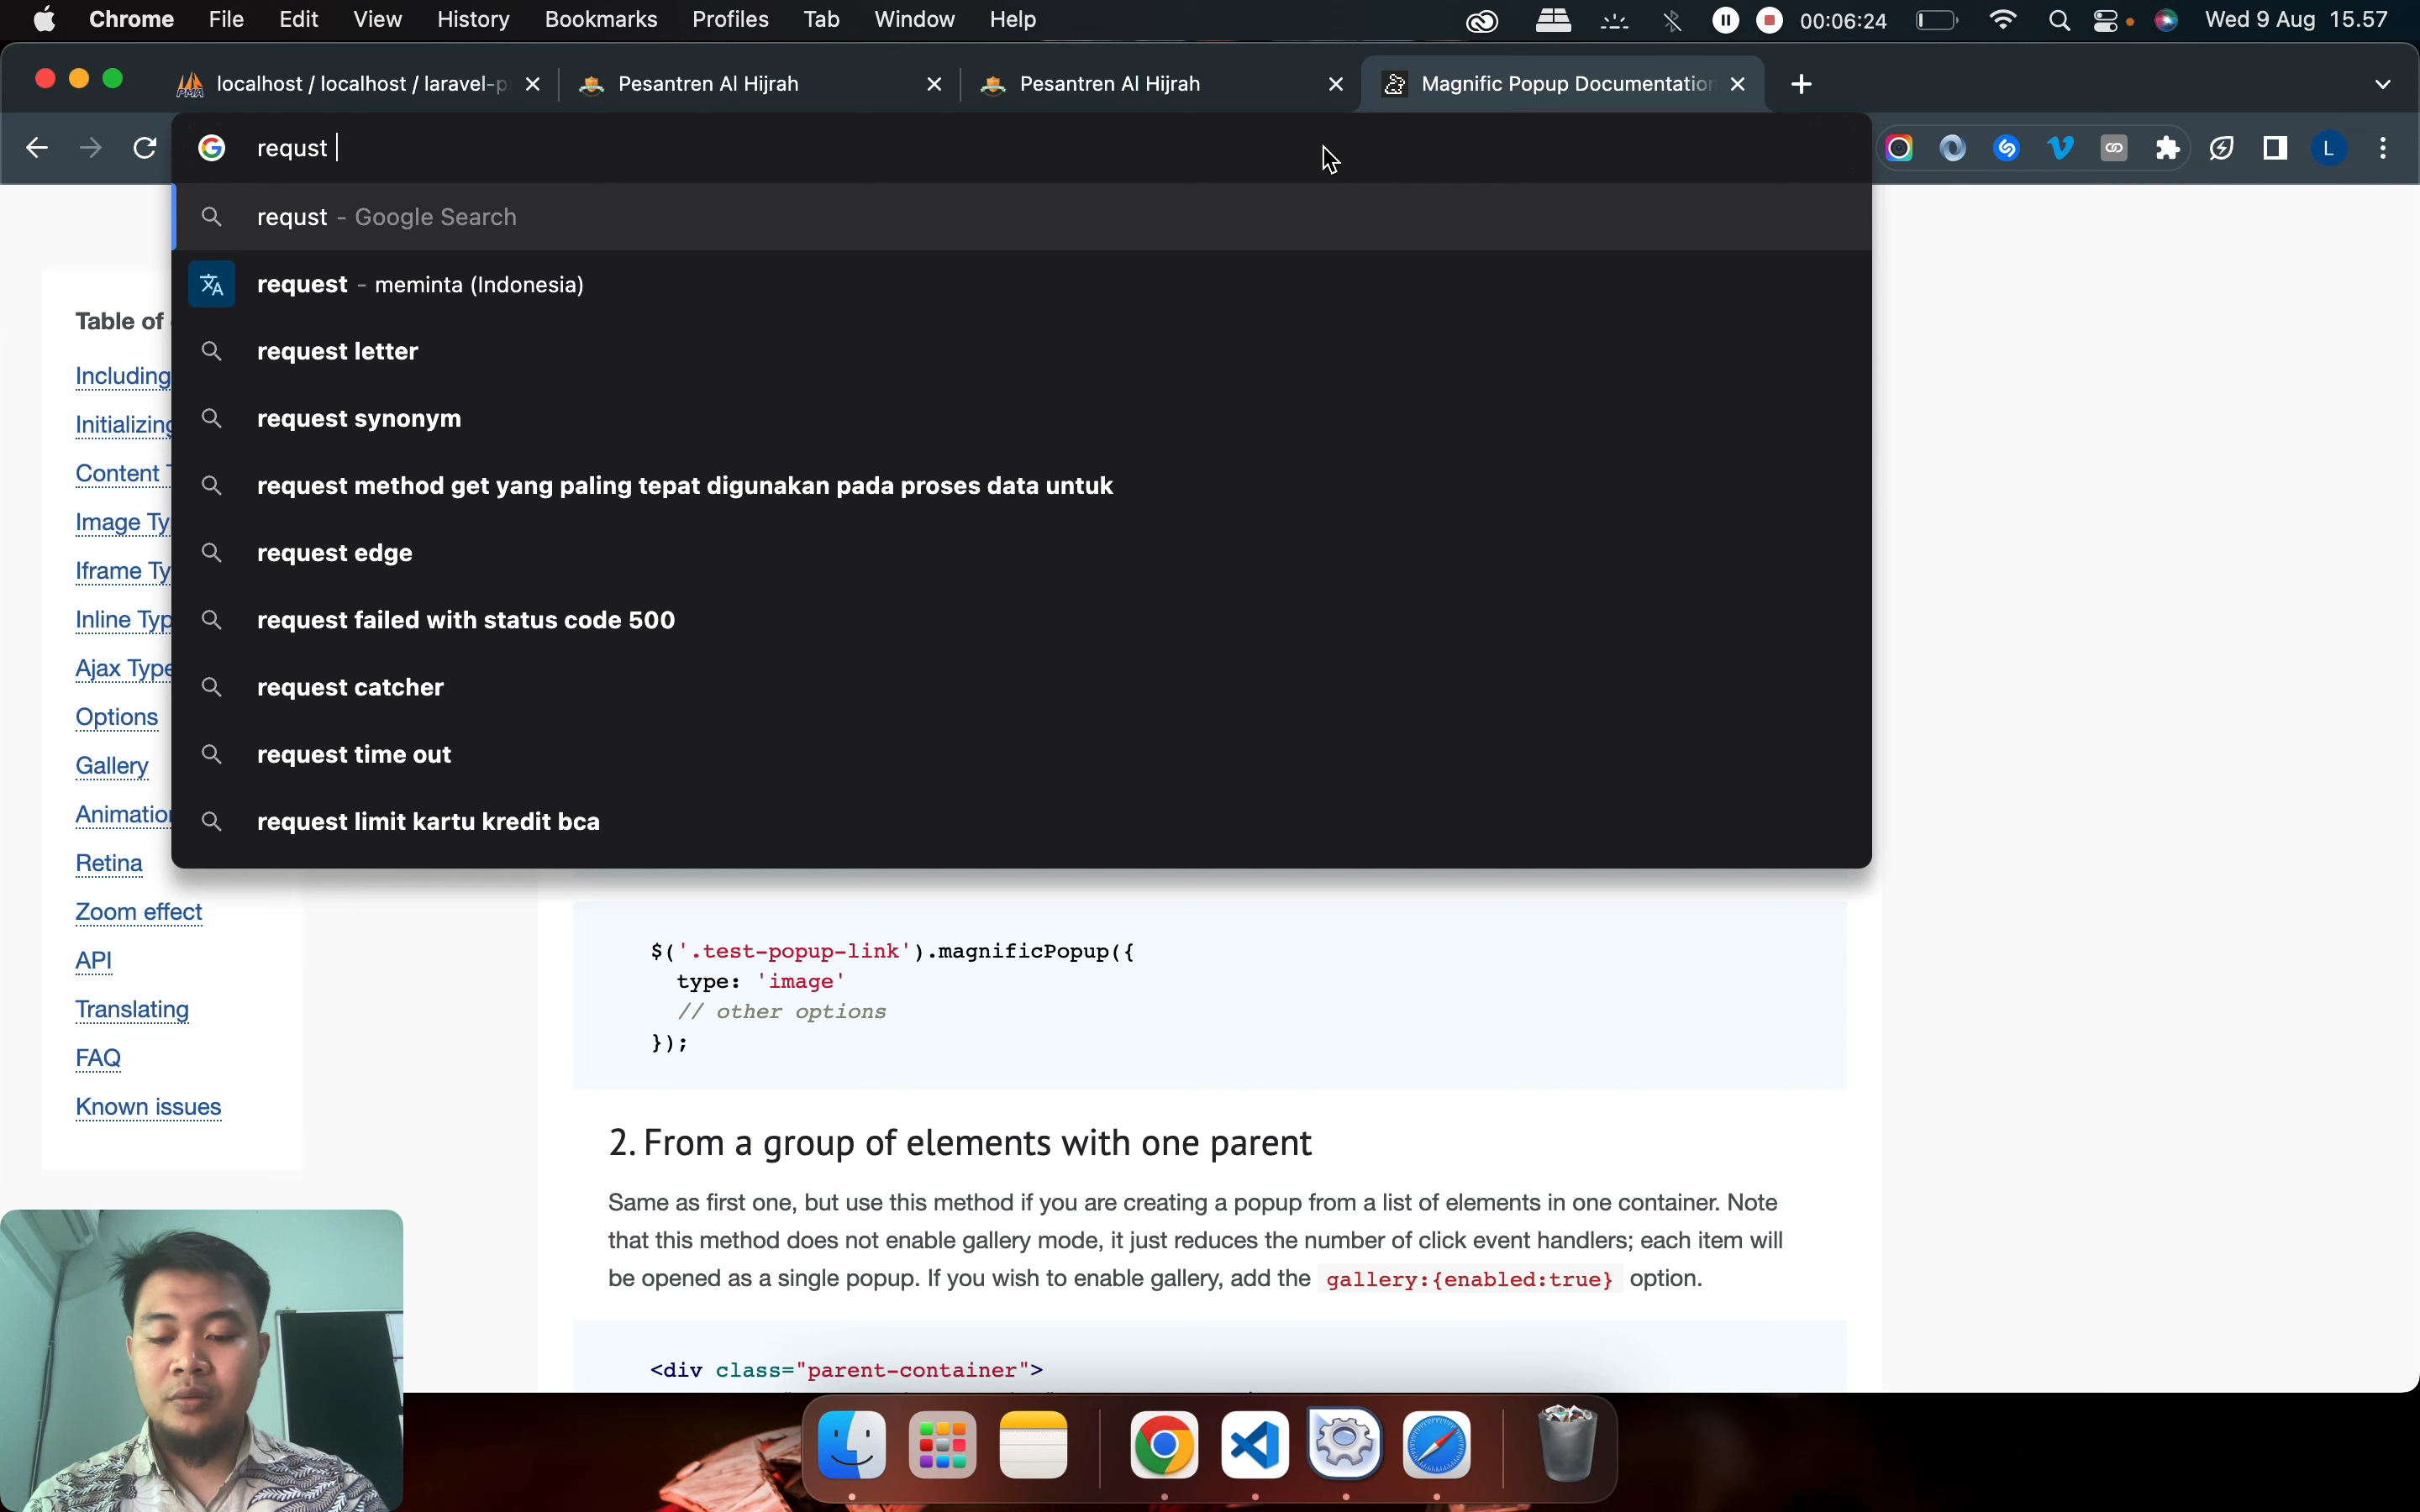 Chrome File Edit View History Bookmarks Profiles Tab Window Help 00:06:24 Wed 9 Aug 15.57
localhost / localhost / laravel-p Pesantren Al Hijrah Pesantren Al Hijrah Magnific Popup Documentation
requst L
requst - Google Search
request - meminta (Indonesia)
request letter
request synonym
request method get yang paling tepat digunakan pada proses data untuk
request edge
request failed with status code 500
request catcher
request time out
request limit kartu kredit bca
Table of
Including
Initializing
Content T
Image Ty
Iframe Ty
Inline Typ
Ajax Type
Options
Gallery
Animation
Retina
Zoom effect
API
Translating
FAQ
Known issues
$('.test-popup-link').magnificPopup({
type: 'image'
// other options
});
2. From a group of elements with one parent
Same as first one, but use this method if you are creating a popup from a list of elements in one container. Note
that this method does not enable gallery mode, it just reduces the number of click event handlers; each item will
be opened as a single popup. If you wish to enable gallery, add the gallery:{enabled:true} option.
<div class="parent-container">